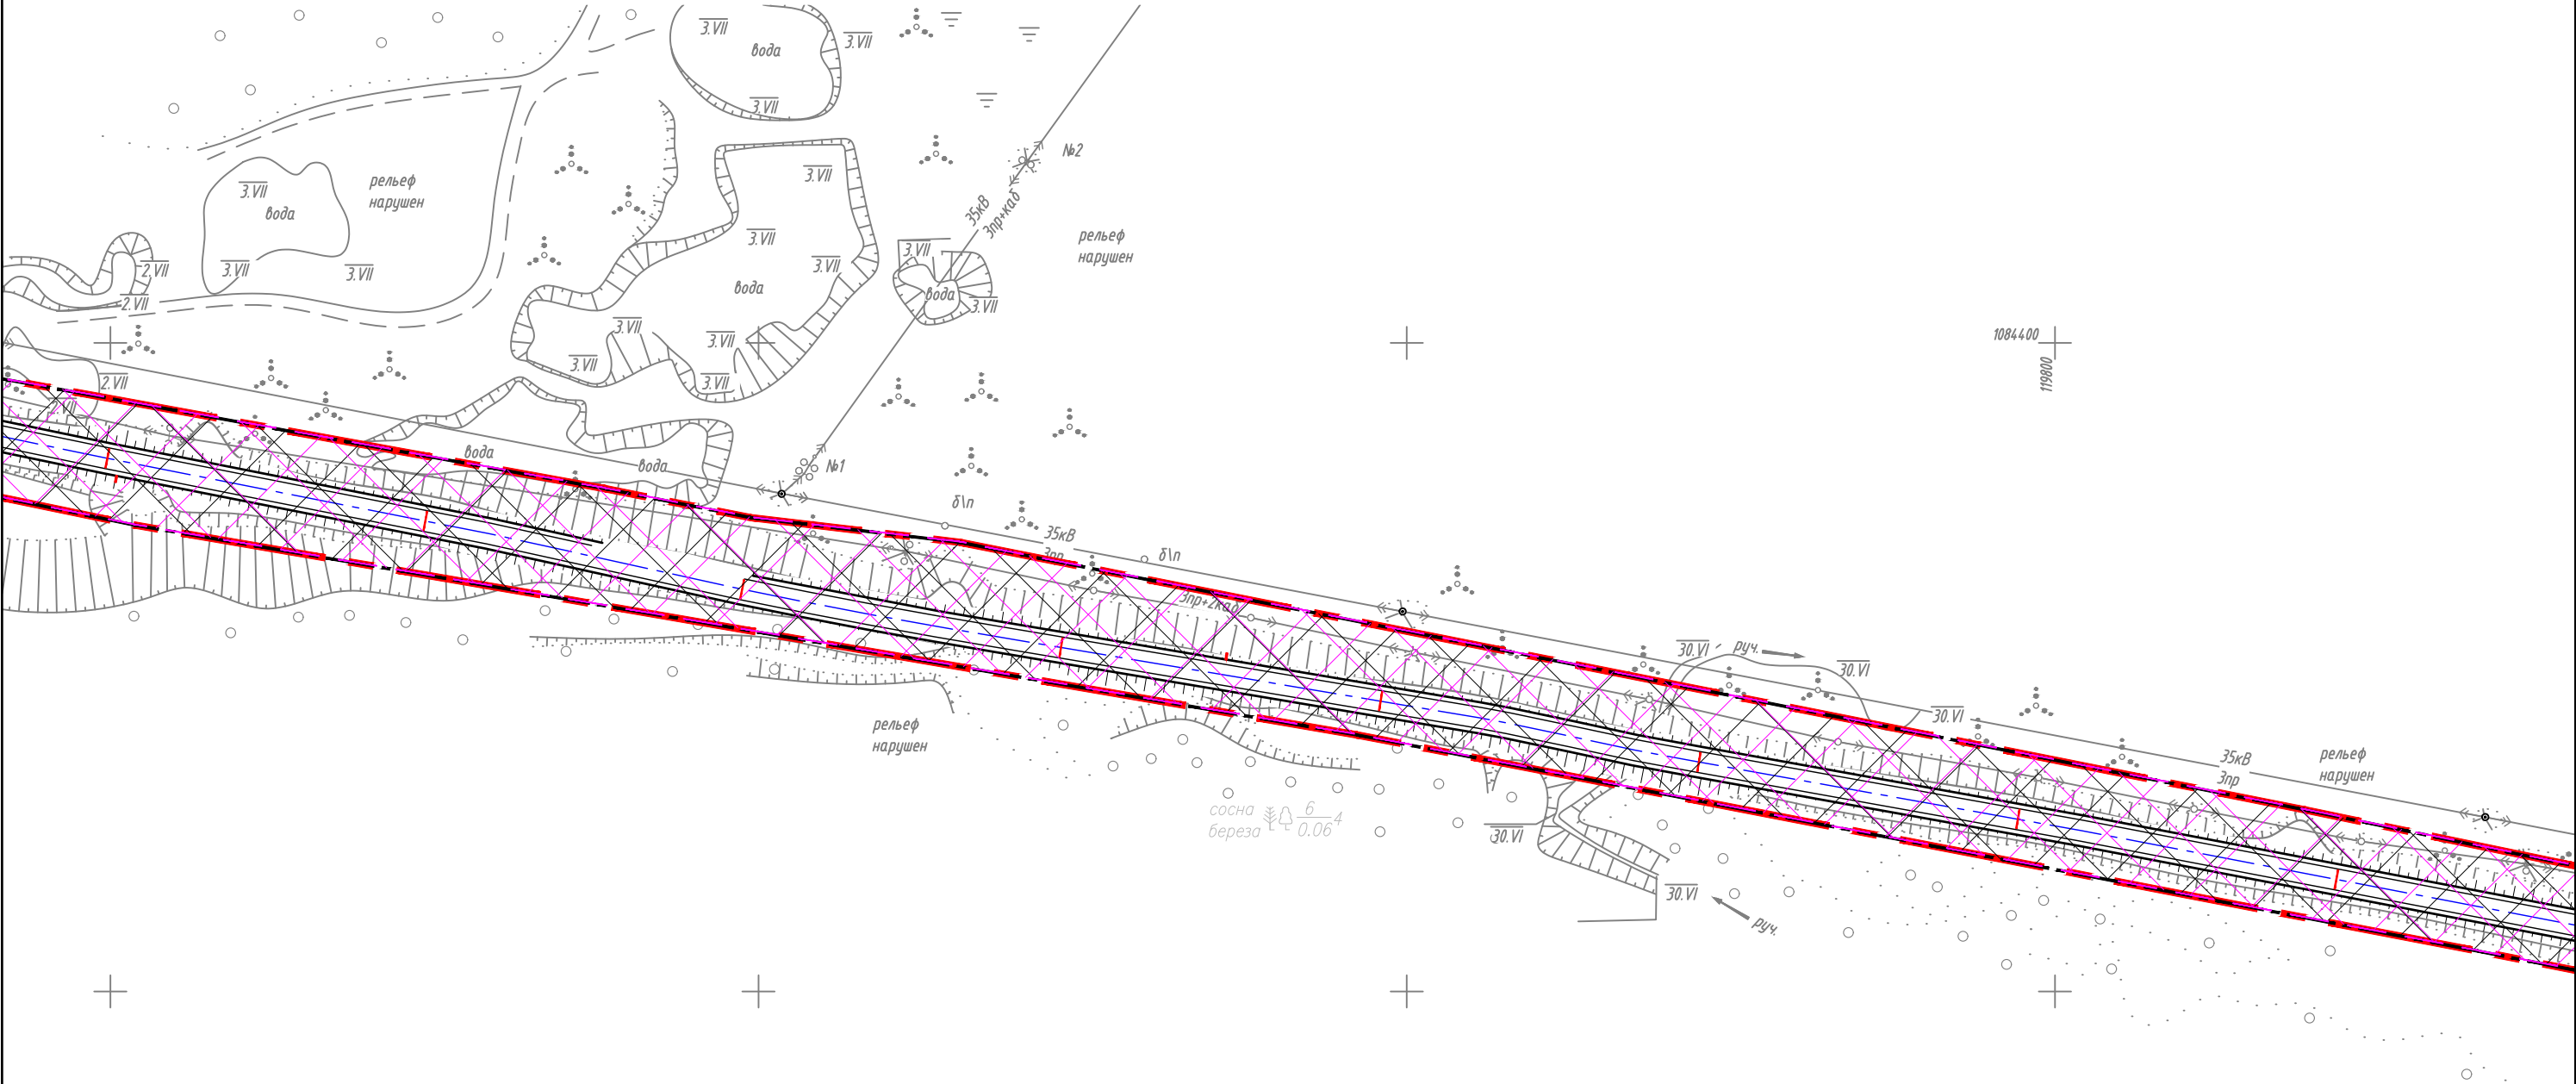 3.VII
вода
3.VII
3.VII
№2
рельеф
нарушен
3.VII
вода
3.VII
3.VII
2.VII
2.VII
3.VII
3.VII
3.VII
вода
35кВ
3пр+каб
3.VII
вода
3.VII
рельеф
нарушен
3.VII
3.VII
3.VII
3.VII
1084400
119800
2.VII
вода
вода
№1
б\п
35кВ
3пр
б\п
3пр+2каб
30.VI
руч.
30.VI
30.VI
рельеф
нарушен
35кВ
3пр
рельеф
нарушен
сосна
береза
6
0.06
4
30.VI
30.VI
руч.